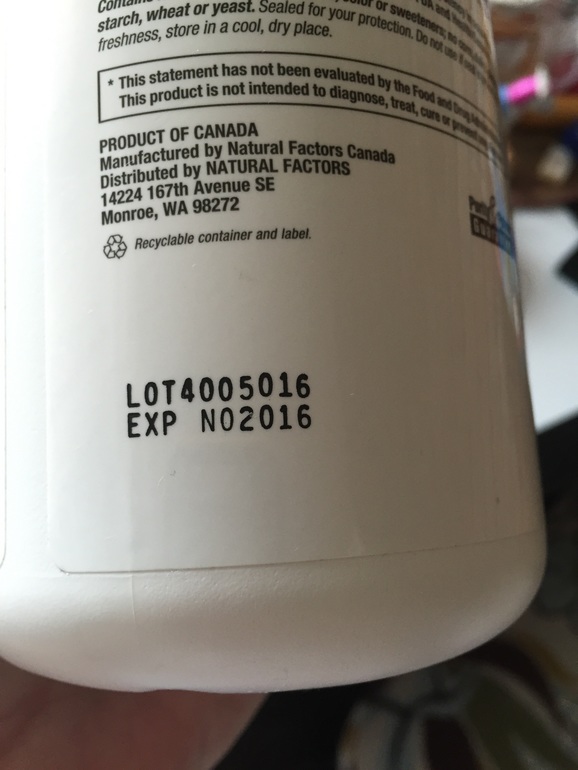 starch, wheat or yeast. Sealed for your protection. Do not use if seal
freshness, store in a cool, dry place.
* This statement has not been evaluated by the Food and Drug
This product is not intended to diagnose, treat, cure or prevent
PRODUCT OF CANADA
Manufactured by Natural Factors Canada
Distributed by NATURAL FACTORS
14224 167th Avenue SE
Monroe, WA 98272
Recyclable container and label.
LOT4005016
EXP NO2016